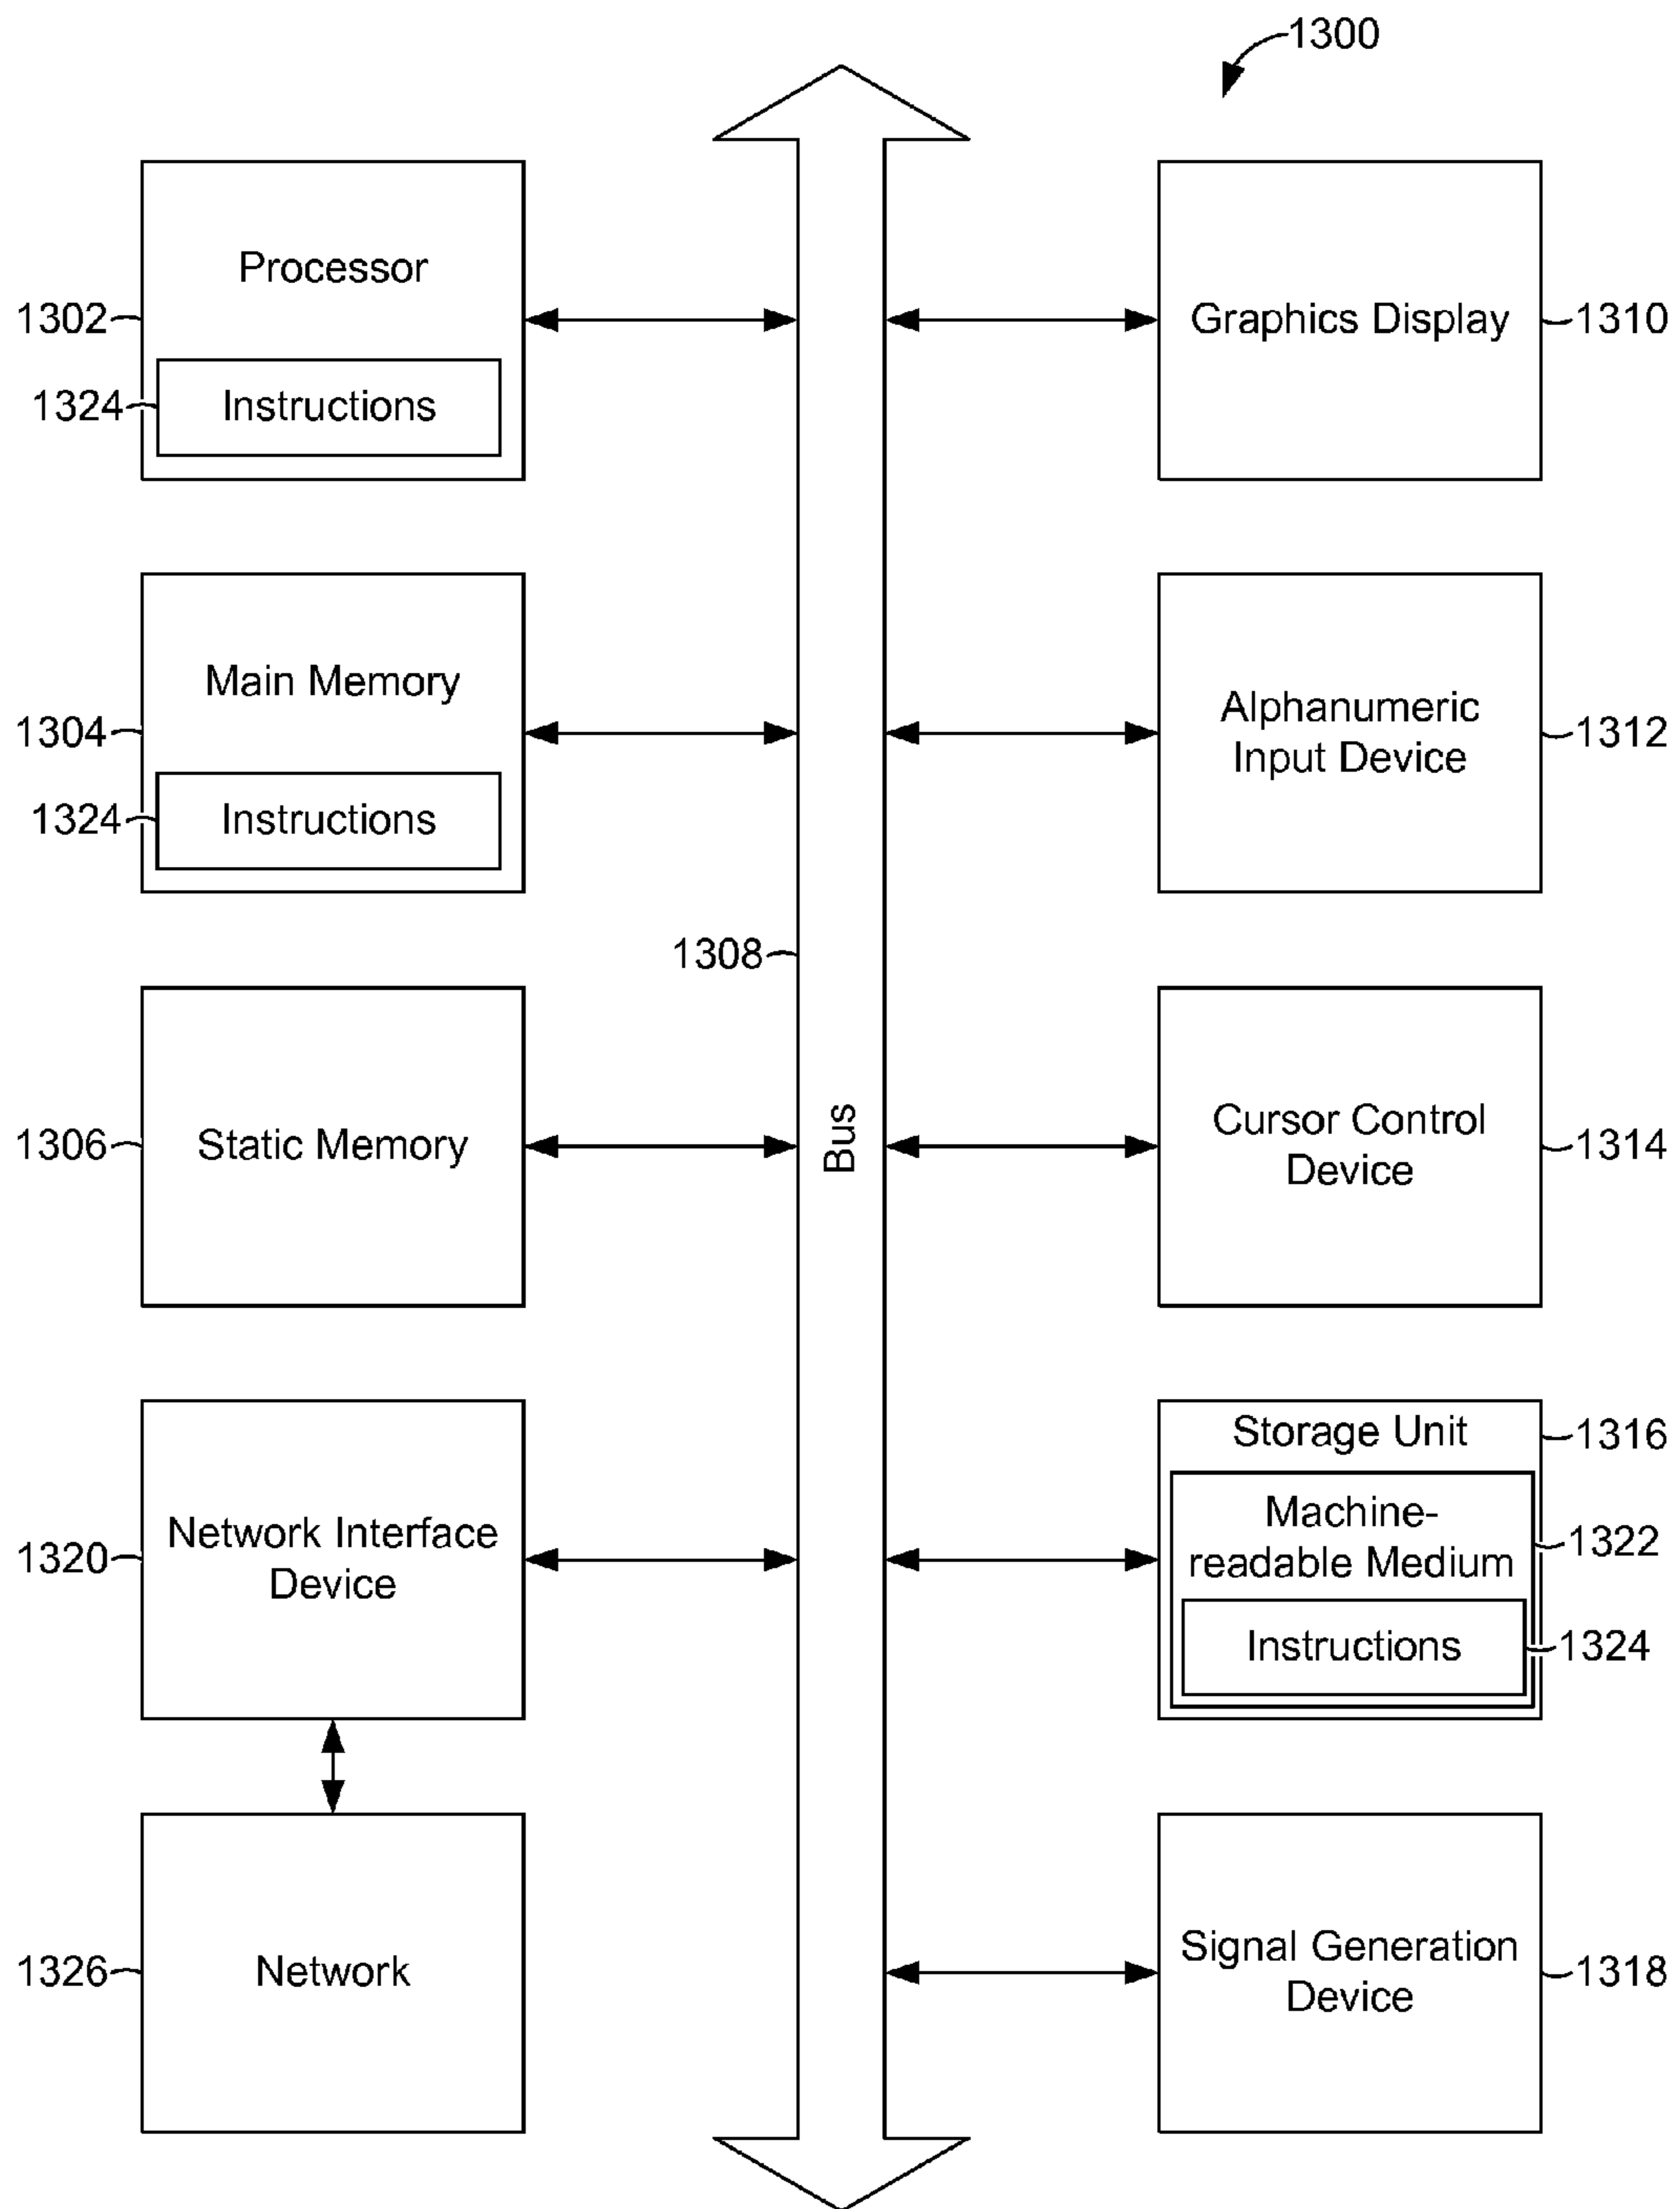 1300
Processor
1302
1324
Instructions
Graphics Display
1310
Main Memory
1304
1324
Instructions
Alphanumeric
Input Device
1312
1308
Bus
Static Memory
1306
Cursor Control
Device
1314
Network Interface
Device
1320
Storage Unit
1316
Machine-
readable Medium
1322
Instructions
1324
Network
1326
Signal Generation
Device
1318